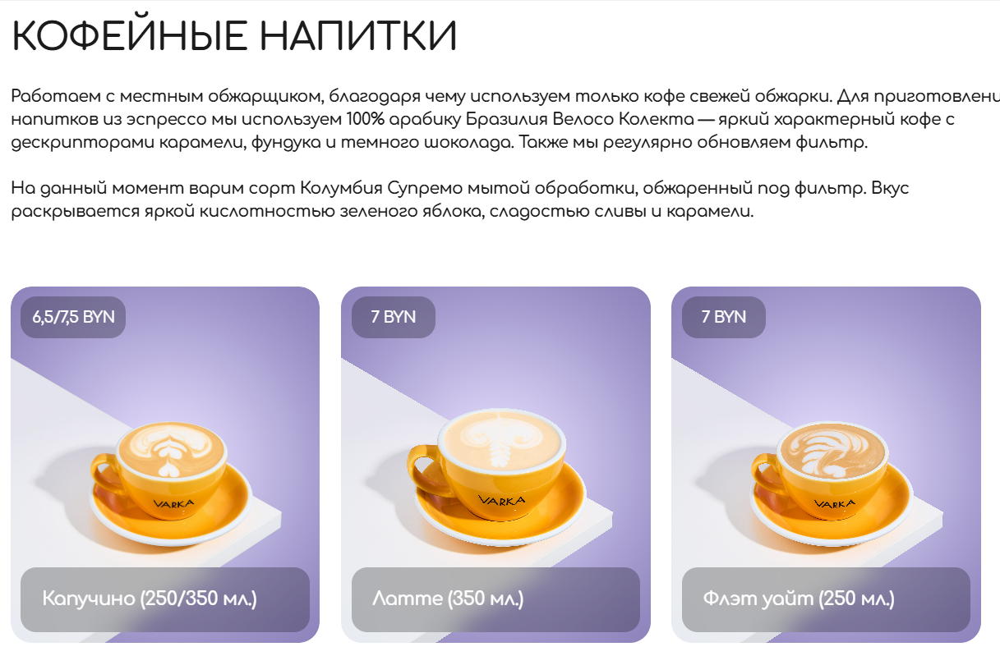 КОФЕЙНЫЕ НАПИТКИ
Работаем с местным обжарщиком, благодаря чему используем только кофе свежей обжарки. Для
напитков из эспрессо мы используем 100% арабику Бразилия Велосо Колекта — яркий характерный кофе с
дескрипторами карамели, фундука и темного шоколада. Также мы регулярно обновляем фильтр.
На данный момент варим сорт Колумбия Супремо мытой обработки, обжаренный под фильтр. Вкус
раскрывается яркой кислотностью зеленого яблока, сладостью сливы и карамели.
6,5/7,5 BYN
7 BYN
7 BYN
VARKA
VARKA
VARKA
Капучино (250/350 мл.)
Латте (350 мл.)
Флэт уайт (250 мл.)